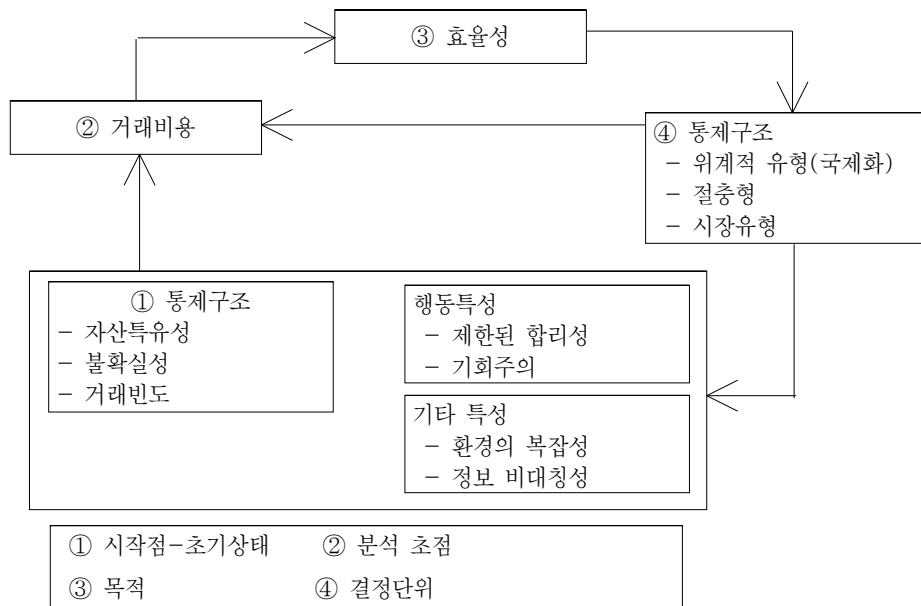 ③ 효율성
② 거래비용
④ 통제구조
- 위계적 유형(국제화)
- 절충형
- 시장유형
① 통제구조
- 자산특유성
- 불확실성
- 거래빈도
행동특성
- 제한된 합리성
- 기회주의
기타 특성
- 환경의 복잡성
- 정보 비대칭성
① 시작점-초기상태 ② 분석 초점
③ 목적 ④ 결정단위